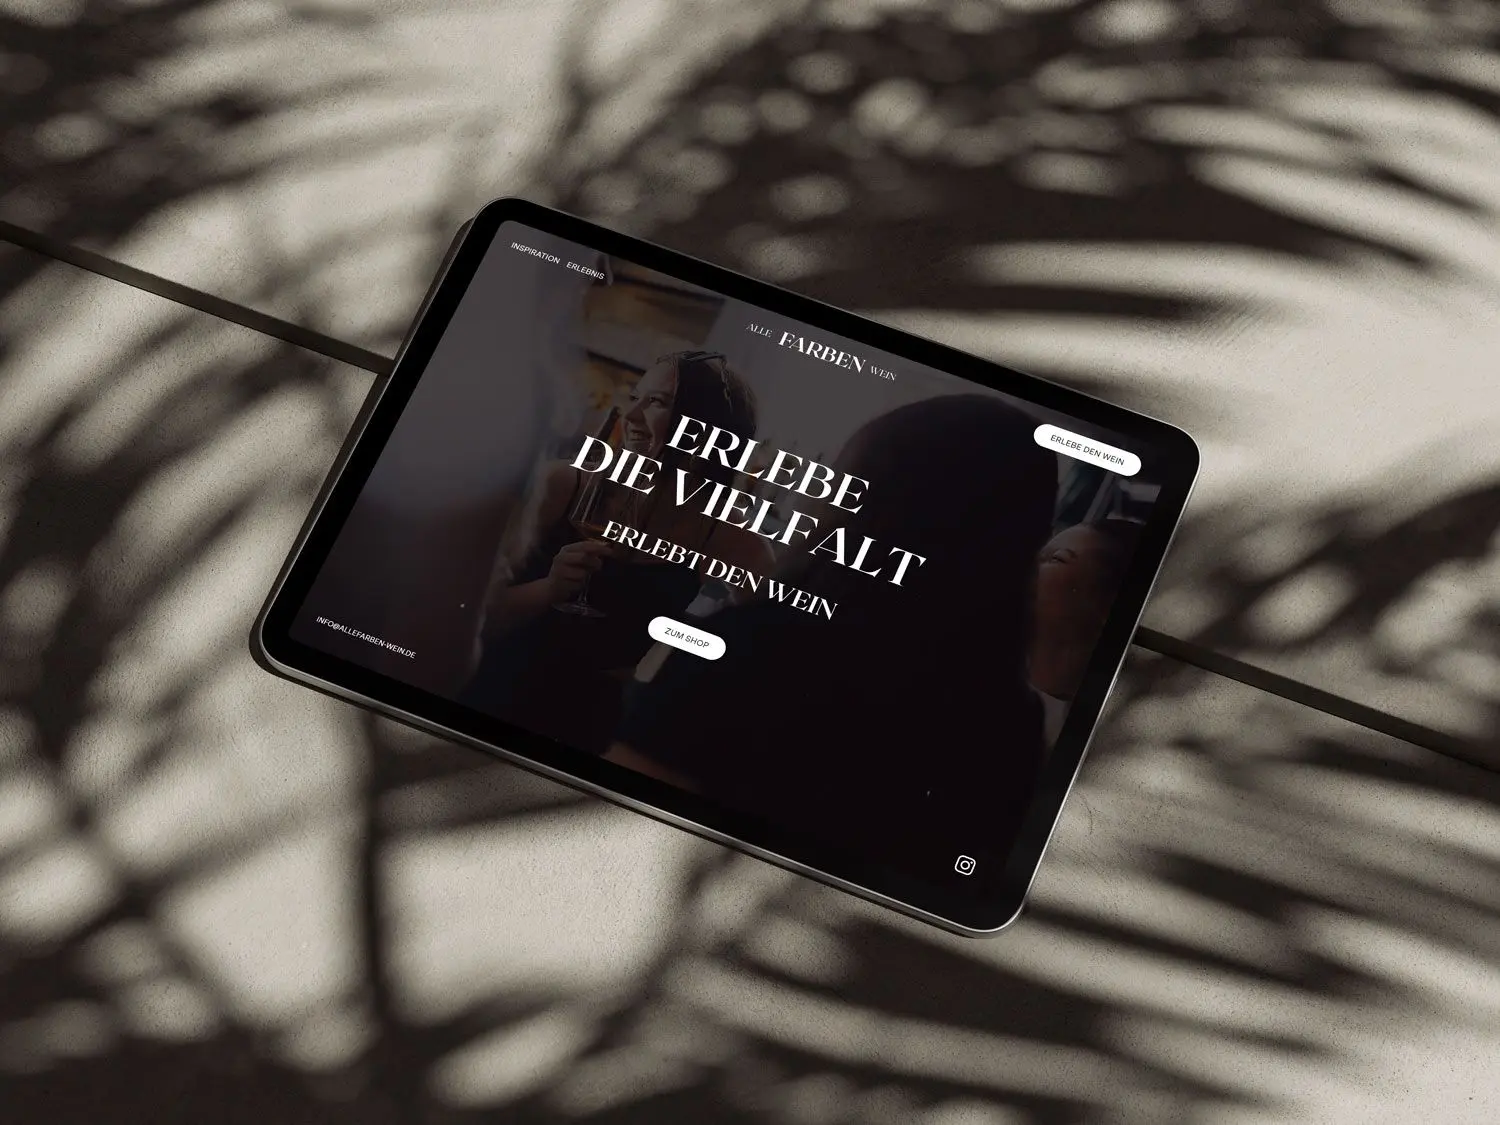 INSPIRATION ERLEBNIS
ALLE FARBEN WEIN
ERLEBE DEN WEIN
ERLEBE
DIE VIELFALT
ERLEBT DEN WEIN
ZUM SHOP
INFO@ALLEFARBEN-WEIN.DE